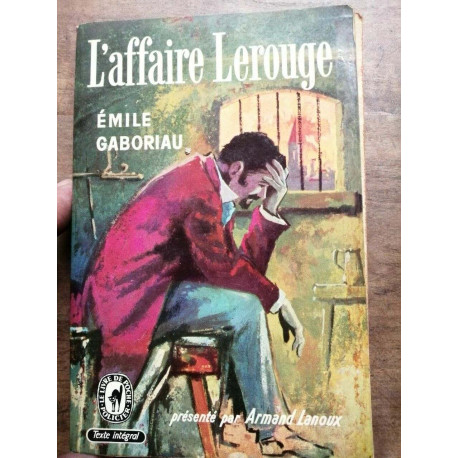 L'affaire Lerouge
ÉMILE
GABORIAU
présenté par Armand Lanoux
LE LIVRE DE POCHE
POLICIER
Texte intégral